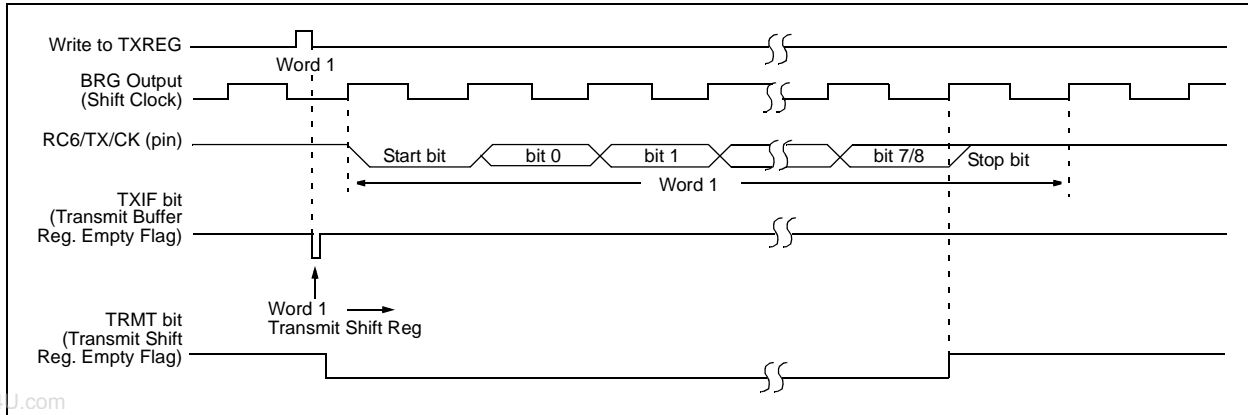 Write to TXREG
Word 1
BRG Output
(Shift Clock)
RC6/TX/CK (pin)
Start bit
bit 0
bit 1
bit 7/8
Stop bit
Word 1
TXIF bit
(Transmit Buffer
Reg. Empty Flag)
Word 1
Transmit Shift Reg
TRMT bit
(Transmit Shift
Reg. Empty Flag)
U.com